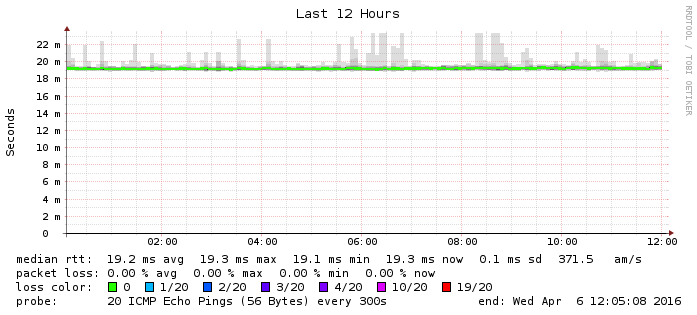 Last 12 Hours
RRDTOOL / TOBI OETIKER
Seconds
22 m
20 m
18 m
16 m
14 m
12 m
10 m
8 m
6 m
4 m
2 m
0
02:00 04:00 06:00 08:00 10:00 12:00
median rtt: 19.2 ms avg 19.3 ms max 19.1 ms min 19.3 ms now 0.1 ms sd 371.5 am/s
packet loss: 0.00 % avg 0.00 % max 0.00 % min 0.00 % now
loss color: 0 1/20 2/20 3/20 4/20 10/20 19/20
probe: 20 ICMP Echo Pings (56 Bytes) every 300s end: Wed Apr 6 12:05:08 2016